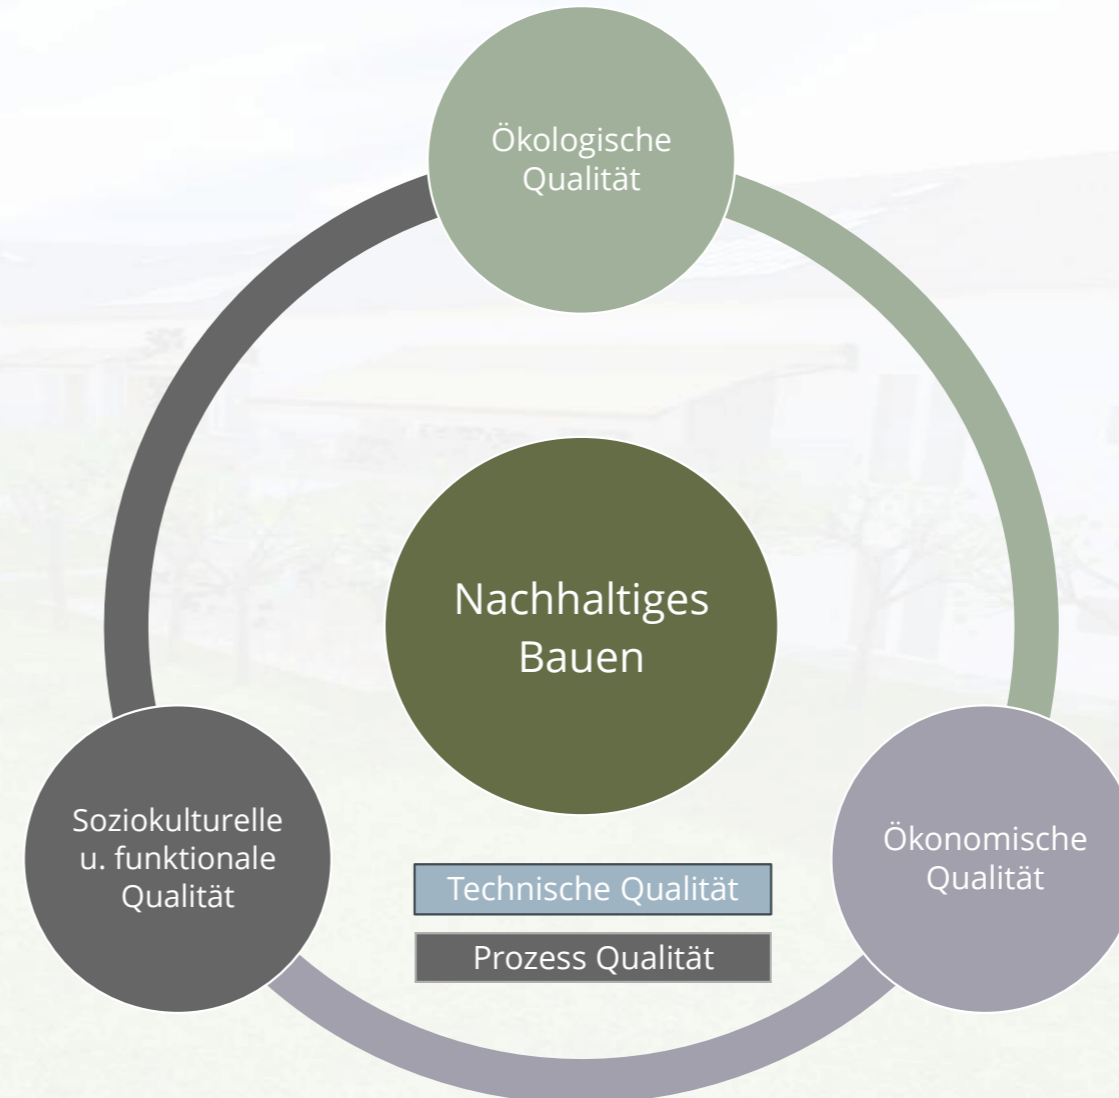 Ökologische
Qualität
Nachhaltiges
Bauen
Soziokulturelle
u. funktionale
Qualität
Ökonomische
Qualität
Technische Qualität
Prozess Qualität